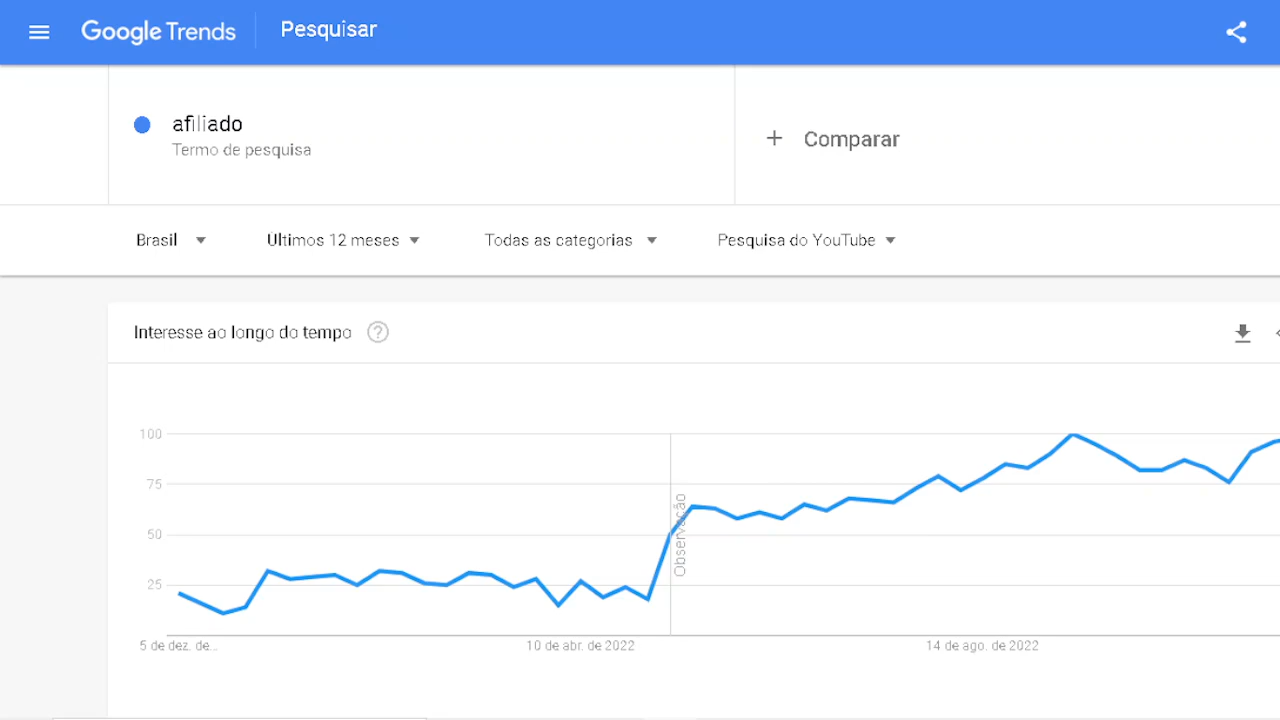 Google Trends
Pesquisar
afiliado
Termo de pesquisa
Comparar
Brasil
Últimos 12 meses
Todas as categorias
Pesquisa do YouTube
Interesse ao longo do tempo
100
75
50
25
Observação
5 de dez. de...
10 de abr. de 2022
14 de ago. de 2022